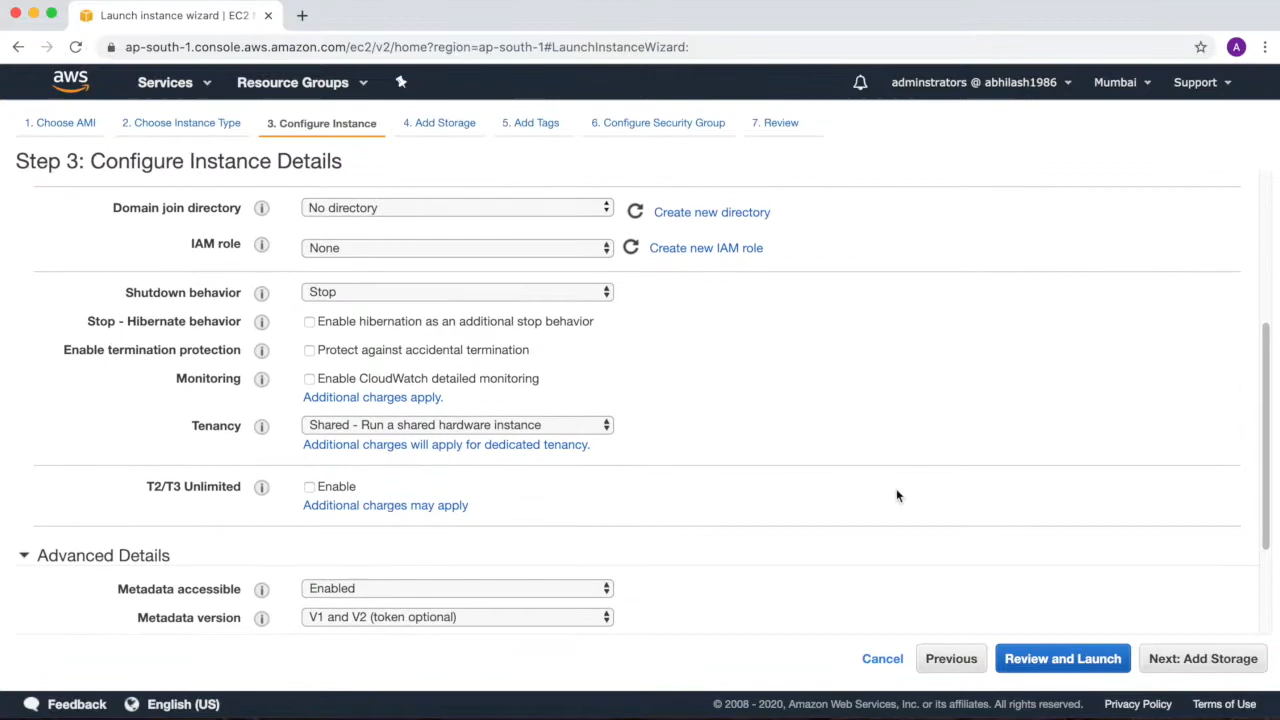 Launch instance wizard | EC2
ap-south-1.console.aws.amazon.com/ec2/v2/home?region=ap-south-1#LaunchInstanceWizard:
A
aws
Services
Resource Groups
adminstrators @ abhilash1986
Mumbai
Support
1. Choose AMI
2. Choose Instance Type
3. Configure Instance
4. Add Storage
5. Add Tags
6. Configure Security Group
7. Review
Step 3: Configure Instance Details
Domain join directory
No directory
Create new directory
IAM role
None
Create new IAM role
Shutdown behavior
Stop
Stop - Hibernate behavior
Enable hibernation as an additional stop behavior
Enable termination protection
Protect against accidental termination
Monitoring
Enable CloudWatch detailed monitoring
Additional charges apply.
Tenancy
Shared - Run a shared hardware instance
Additional charges will apply for dedicated tenancy.
T2/T3 Unlimited
Enable
Additional charges may apply
Advanced Details
Metadata accessible
Enabled
Metadata version
V1 and V2 (token optional)
Cancel
Previous
Review and Launch
Next: Add Storage
Feedback
English (US)
© 2008 - 2020, Amazon Web Services, Inc. or its affiliates. All rights reserved.
Privacy Policy
Terms of Use